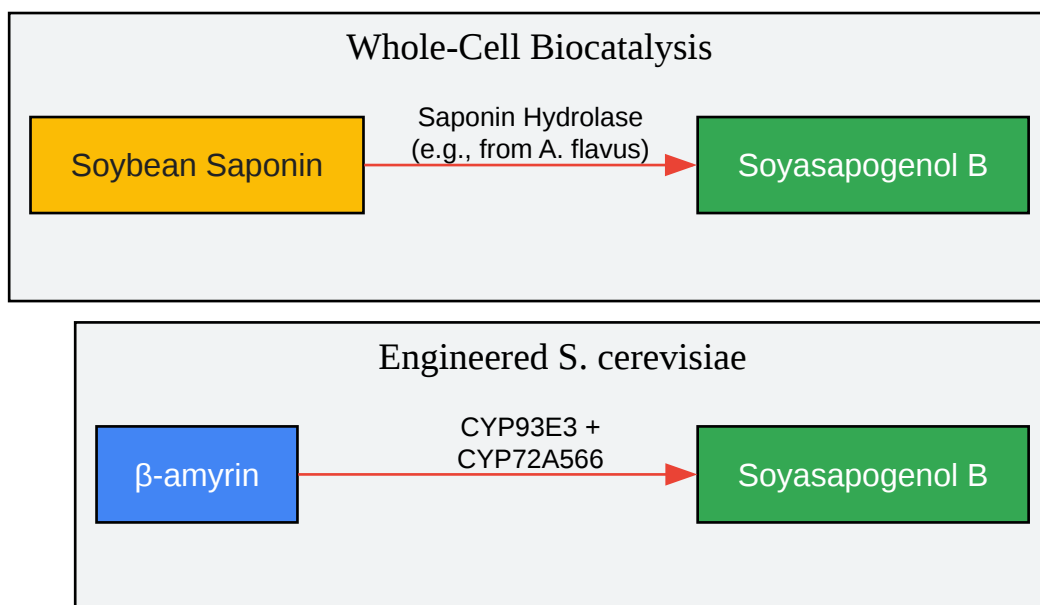 Whole-Cell Biocatalysis
Soybean Saponin
Saponin Hydrolase
(e.g., from A. flavus)
Soyasapogenol B
Engineered S. cerevisiae
β-amyrin
CYP93E3 +
CYP72A566
Soyasapogenol B